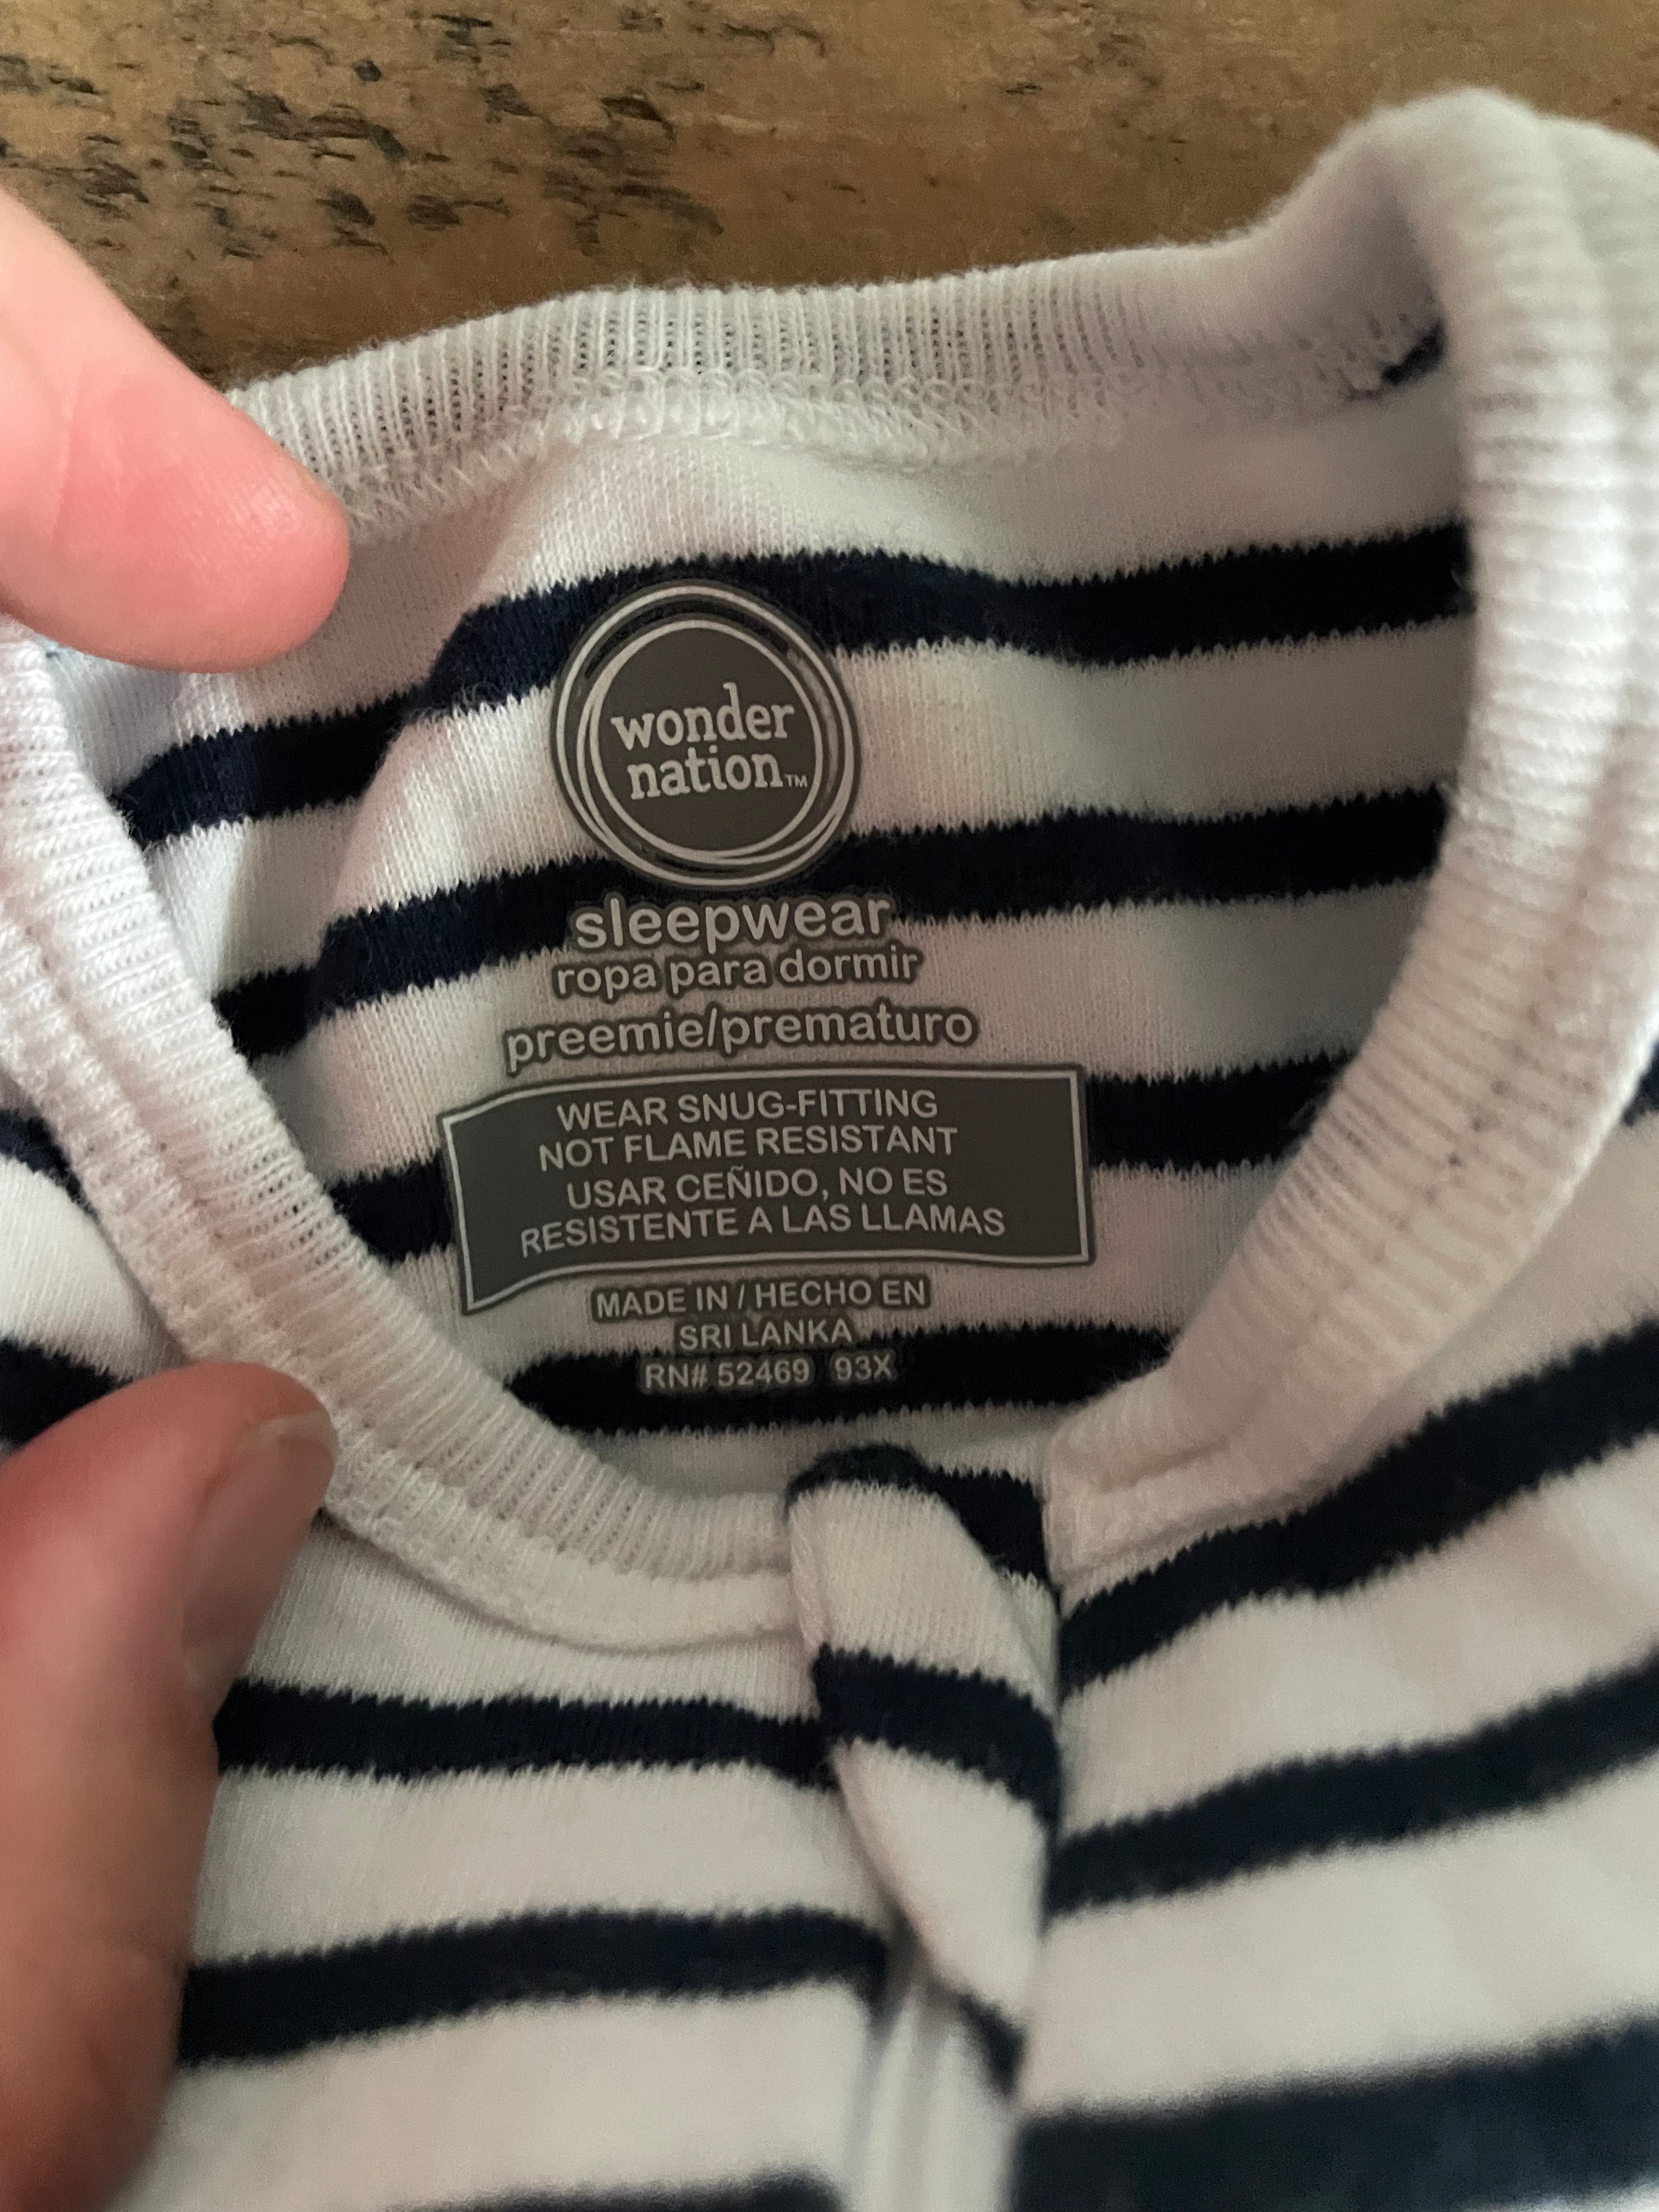 wonder
nation™
sleepwear
ropa para dormir
preemie/prematuro
WEAR SNUG-FITTING
NOT FLAME RESISTANT
USAR CEÑIDO, NO ES
RESISTENTE A LAS LLAMAS
MADE IN / HECHO EN
SRI LANKA
RN# 52469 93X